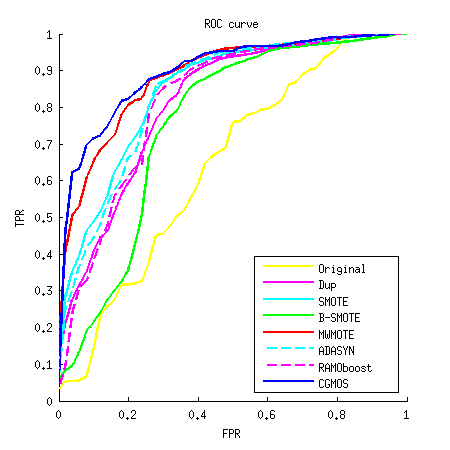 ROC curve
1
0.9
0.8
0.7
0.6
0.5
0.4
0.3
0.2
0.1
0
TPR
Original
Dup
SMOTE
B-SMOTE
MWMOTE
ADASYN
RAMOboost
CGMOS
0 0.2 0.4 0.6 0.8 1
FPR